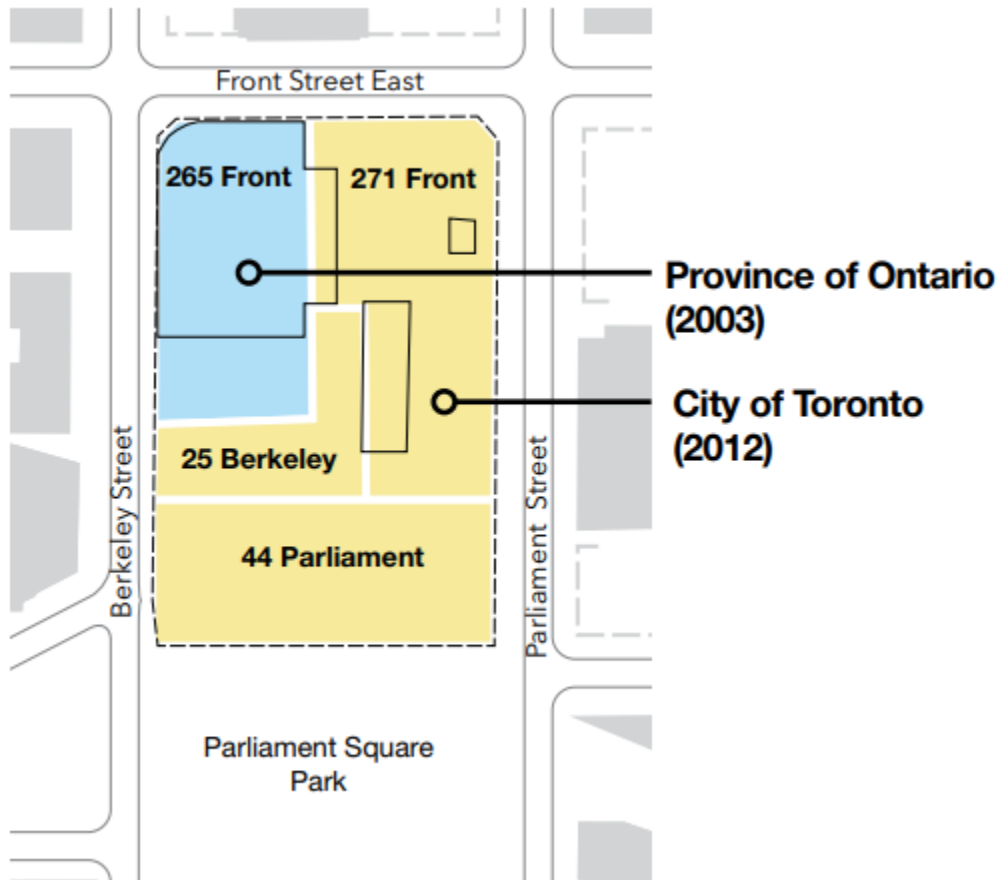 Front Street East
265 Front
271 Front
Province of Ontario
(2003)
City of Toronto
(2012)
25 Berkeley
Berkeley Street
Parliament Street
44 Parliament
Parliament Square
Park